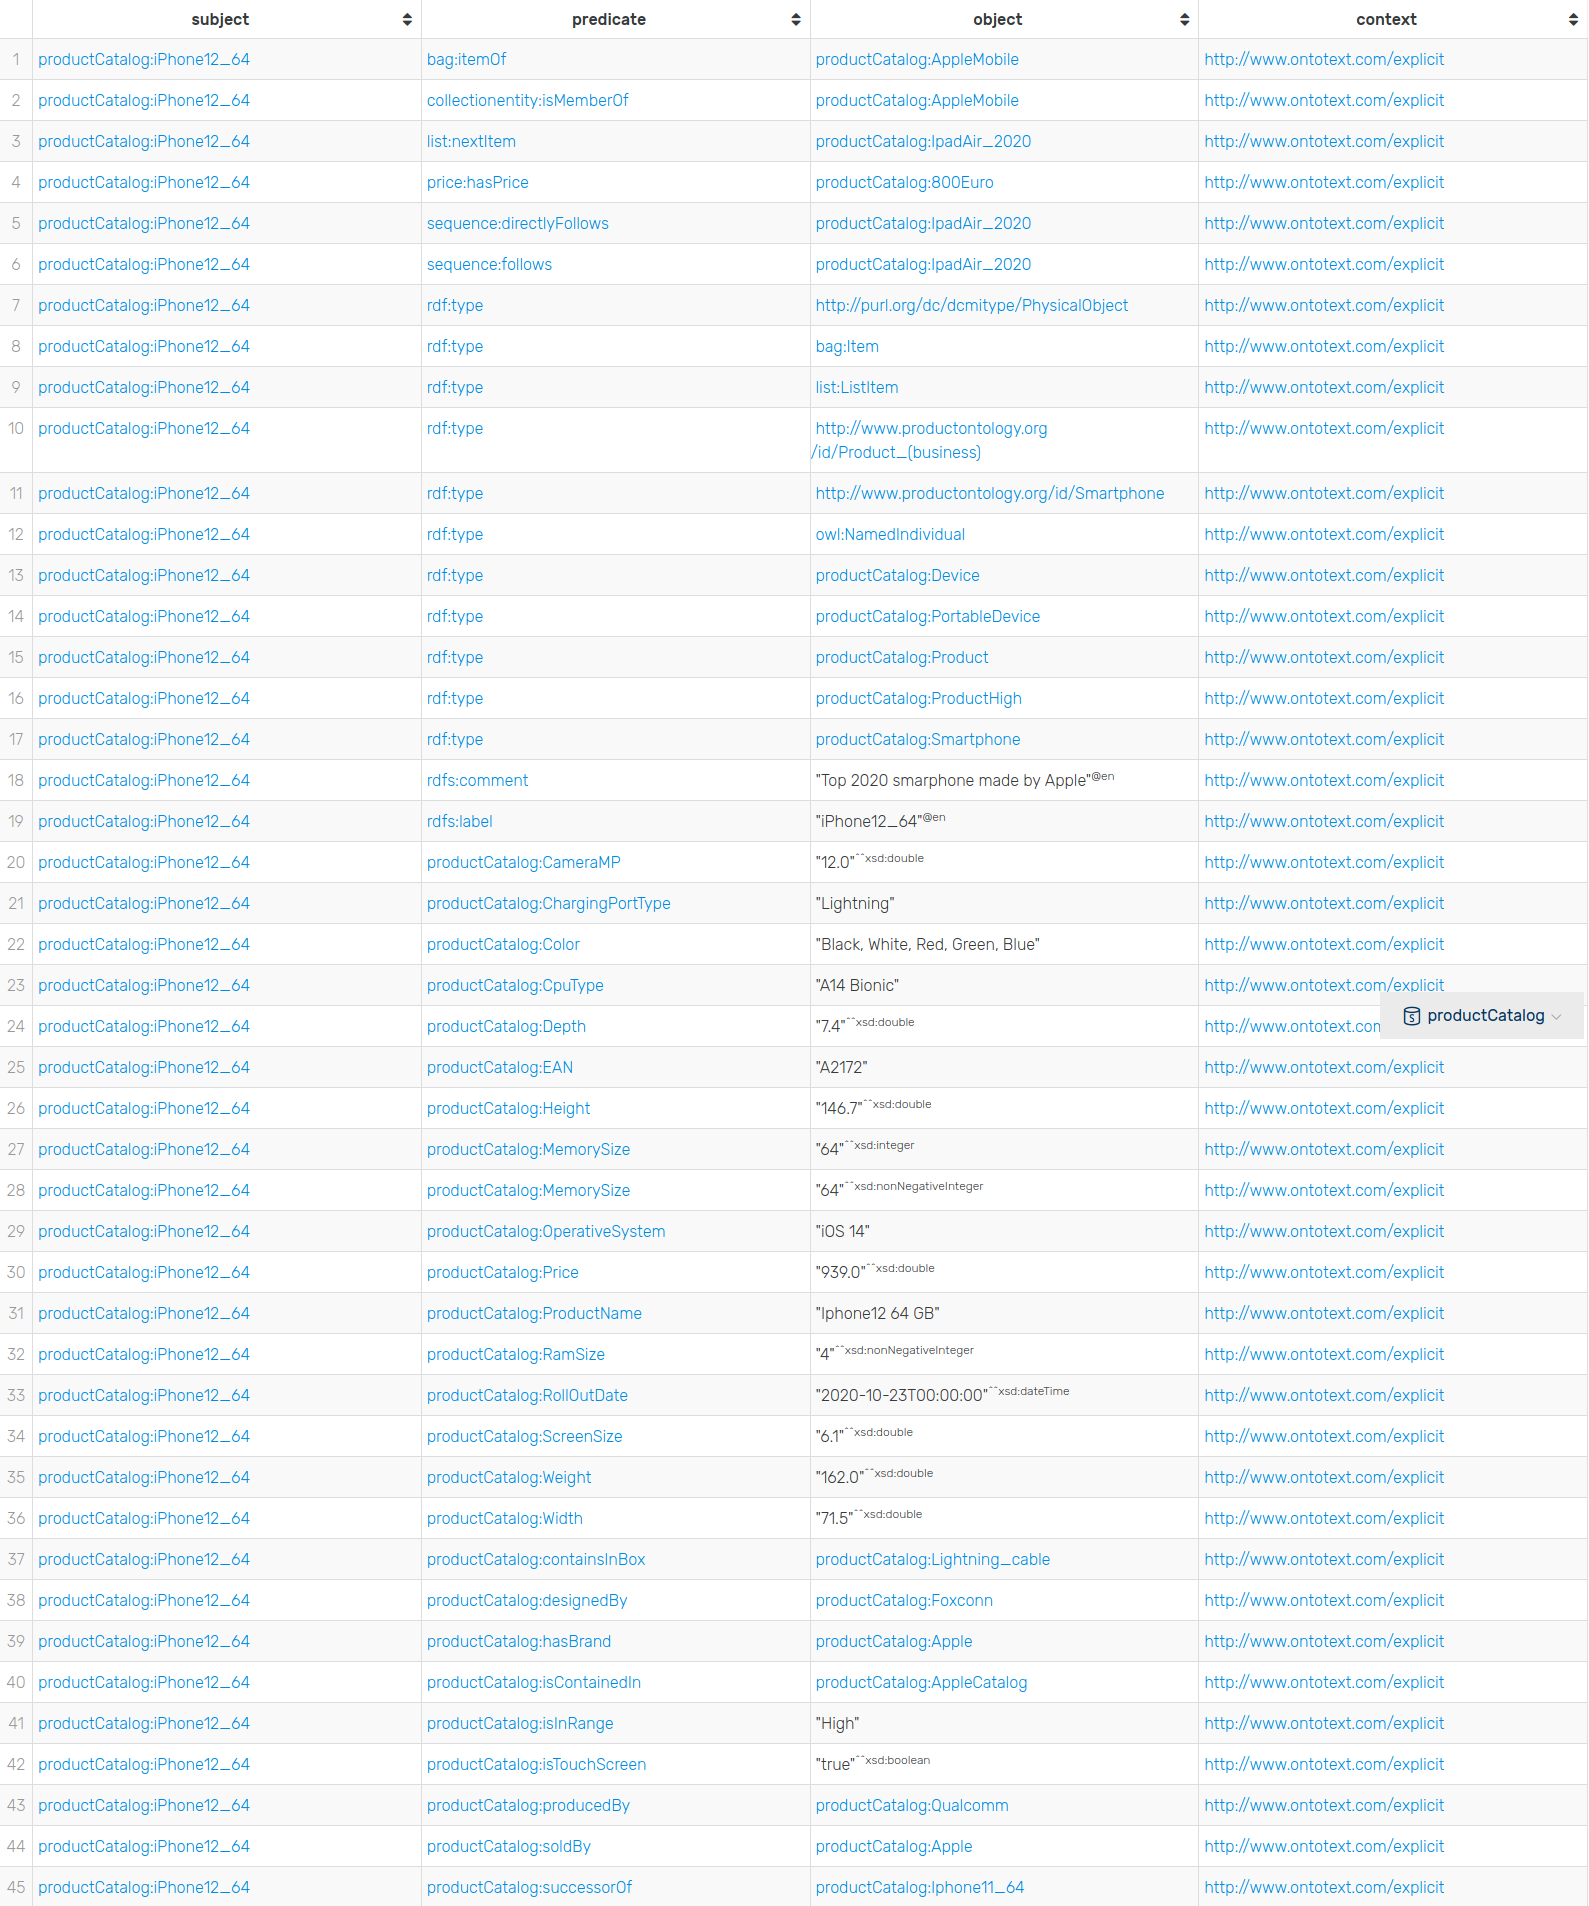 subject predicate object context
1 productCatalog:iPhone12_64 bag:itemOf productCatalog:AppleMobile http://www.ontotext.com/explicit
2 productCatalog:iPhone12_64 collectionentity:isMemberOf productCatalog:AppleMobile http://www.ontotext.com/explicit
3 productCatalog:iPhone12_64 list:nextItem productCatalog:IpadAir_2020 http://www.ontotext.com/explicit
4 productCatalog:iPhone12_64 price:hasPrice productCatalog:800Euro http://www.ontotext.com/explicit
5 productCatalog:iPhone12_64 sequence:directlyFollows productCatalog:IpadAir_2020 http://www.ontotext.com/explicit
6 productCatalog:iPhone12_64 sequence:follows productCatalog:IpadAir_2020 http://www.ontotext.com/explicit
7 productCatalog:iPhone12_64 rdf:type http://purl.org/dc/dcmitype/PhysicalObject http://www.ontotext.com/explicit
8 productCatalog:iPhone12_64 rdf:type bag:Item http://www.ontotext.com/explicit
9 productCatalog:iPhone12_64 rdf:type list:ListItem http://www.ontotext.com/explicit
10 productCatalog:iPhone12_64 rdf:type http://www.productontology.org http://www.ontotext.com/explicit
/id/Product_(business)
11 productCatalog:iPhone12_64 rdf:type http://www.productontology.org/id/Smartphone http://www.ontotext.com/explicit
12 productCatalog:iPhone12_64 rdf:type owl:NamedIndividual http://www.ontotext.com/explicit
13 productCatalog:iPhone12_64 rdf:type productCatalog:Device http://www.ontotext.com/explicit
14 productCatalog:iPhone12_64 rdf:type productCatalog:PortableDevice http://www.ontotext.com/explicit
15 productCatalog:iPhone12_64 rdf:type productCatalog:Product http://www.ontotext.com/explicit
16 productCatalog:iPhone12_64 rdf:type productCatalog:ProductHigh http://www.ontotext.com/explicit
17 productCatalog:iPhone12_64 rdf:type productCatalog:Smartphone http://www.ontotext.com/explicit
18 productCatalog:iPhone12_64 rdfs:comment "Top 2020 smarphone made by Apple"@en http://www.ontotext.com/explicit
19 productCatalog:iPhone12_64 rdfs:label "iPhone12_64"@en http://www.ontotext.com/explicit
20 productCatalog:iPhone12_64 productCatalog:CameraMP "12.0"^^xsd:double http://www.ontotext.com/explicit
21 productCatalog:iPhone12_64 productCatalog:ChargingPortType "Lightning" http://www.ontotext.com/explicit
22 productCatalog:iPhone12_64 productCatalog:Color "Black, White, Red, Green, Blue" http://www.ontotext.com/explicit
23 productCatalog:iPhone12_64 productCatalog:CpuType "A14 Bionic" http://www.ontotext.com/explicit
24 productCatalog:iPhone12_64 productCatalog:Depth "7.4"^^xsd:double http://www.ontotext.com productCatalog
25 productCatalog:iPhone12_64 productCatalog:EAN "A2172" http://www.ontotext.com/explicit
26 productCatalog:iPhone12_64 productCatalog:Height "146.7"^^xsd:double http://www.ontotext.com/explicit
27 productCatalog:iPhone12_64 productCatalog:MemorySize "64"^^xsd:integer http://www.ontotext.com/explicit
28 productCatalog:iPhone12_64 productCatalog:MemorySize "64"^^xsd:nonNegativeInteger http://www.ontotext.com/explicit
29 productCatalog:iPhone12_64 productCatalog:OperativeSystem "iOS 14" http://www.ontotext.com/explicit
30 productCatalog:iPhone12_64 productCatalog:Price "939.0"^^xsd:double http://www.ontotext.com/explicit
31 productCatalog:iPhone12_64 productCatalog:ProductName "Iphone12 64 GB" http://www.ontotext.com/explicit
32 productCatalog:iPhone12_64 productCatalog:RamSize "4"^^xsd:nonNegativeInteger http://www.ontotext.com/explicit
33 productCatalog:iPhone12_64 productCatalog:RollOutDate "2020-10-23T00:00:00"^^xsd:dateTime http://www.ontotext.com/explicit
34 productCatalog:iPhone12_64 productCatalog:ScreenSize "6.1"^^xsd:double http://www.ontotext.com/explicit
35 productCatalog:iPhone12_64 productCatalog:Weight "162.0"^^xsd:double http://www.ontotext.com/explicit
36 productCatalog:iPhone12_64 productCatalog:Width "71.5"^^xsd:double http://www.ontotext.com/explicit
37 productCatalog:iPhone12_64 productCatalog:containsInBox productCatalog:Lightning_cable http://www.ontotext.com/explicit
38 productCatalog:iPhone12_64 productCatalog:designedBy productCatalog:Foxconn http://www.ontotext.com/explicit
39 productCatalog:iPhone12_64 productCatalog:hasBrand productCatalog:Apple http://www.ontotext.com/explicit
40 productCatalog:iPhone12_64 productCatalog:isContainedIn productCatalog:AppleCatalog http://www.ontotext.com/explicit
41 productCatalog:iPhone12_64 productCatalog:isInRange "High" http://www.ontotext.com/explicit
42 productCatalog:iPhone12_64 productCatalog:isTouchScreen "true"^^xsd:boolean http://www.ontotext.com/explicit
43 productCatalog:iPhone12_64 productCatalog:producedBy productCatalog:Qualcomm http://www.ontotext.com/explicit
44 productCatalog:iPhone12_64 productCatalog:soldBy productCatalog:Apple http://www.ontotext.com/explicit
45 productCatalog:iPhone12_64 productCatalog:successorOf productCatalog:Iphone11_64 http://www.ontotext.com/explicit